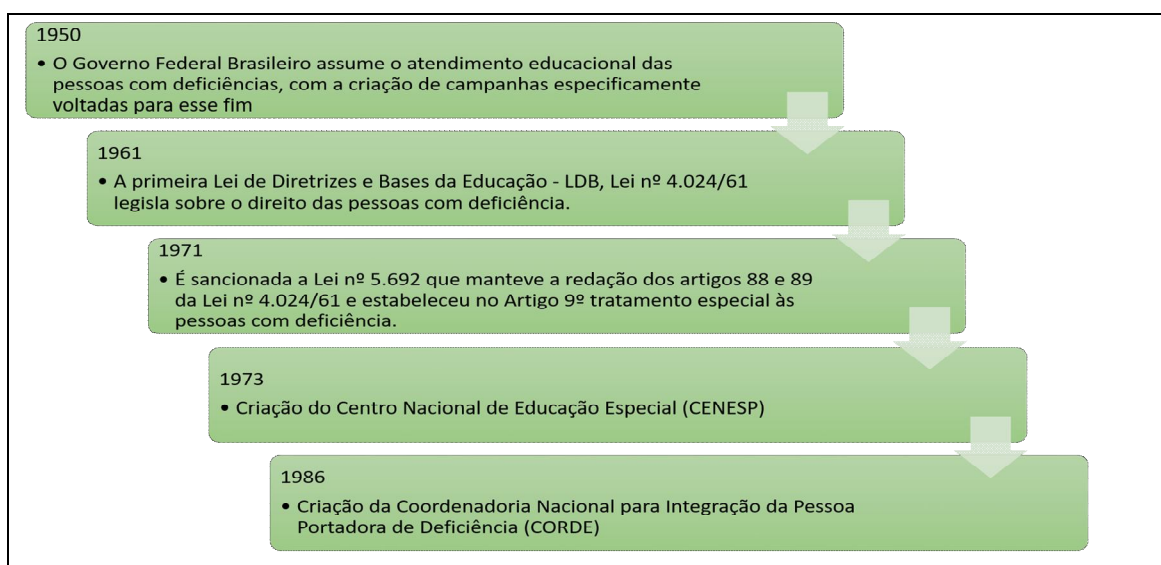 1950
• O Governo Federal Brasileiro assume o atendimento educacional das
pessoas com deficiências, com a criação de campanhas especificamente
voltadas para esse fim
1961
• A primeira Lei de Diretrizes e Bases da Educação - LDB, Lei nº 4.024/61
legisla sobre o direito das pessoas com deficiência.
1971
• É sancionada a Lei nº 5.692 que manteve a redação dos artigos 88 e 89
da Lei nº 4.024/61 e estabeleceu no Artigo 9º tratamento especial às
pessoas com deficiência.
1973
• Criação do Centro Nacional de Educação Especial (CENESP)
1986
• Criação da Coordenadoria Nacional para Integração da Pessoa
Portadora de Deficiência (CORDE)